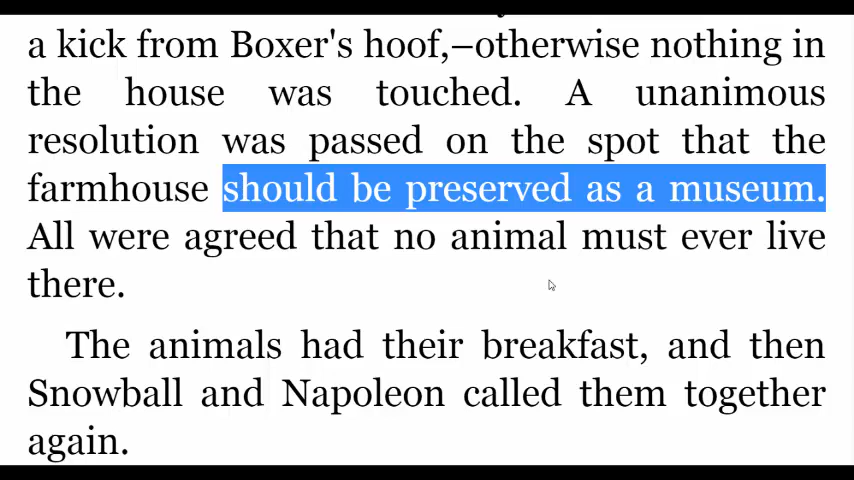 a kick from Boxer's hoof,–otherwise nothing in
the house was touched. A unanimous
resolution was passed on the spot that the
farmhouse should be preserved as a museum.
All were agreed that no animal must ever live
there.
The animals had their breakfast, and then
Snowball and Napoleon called them together
again.